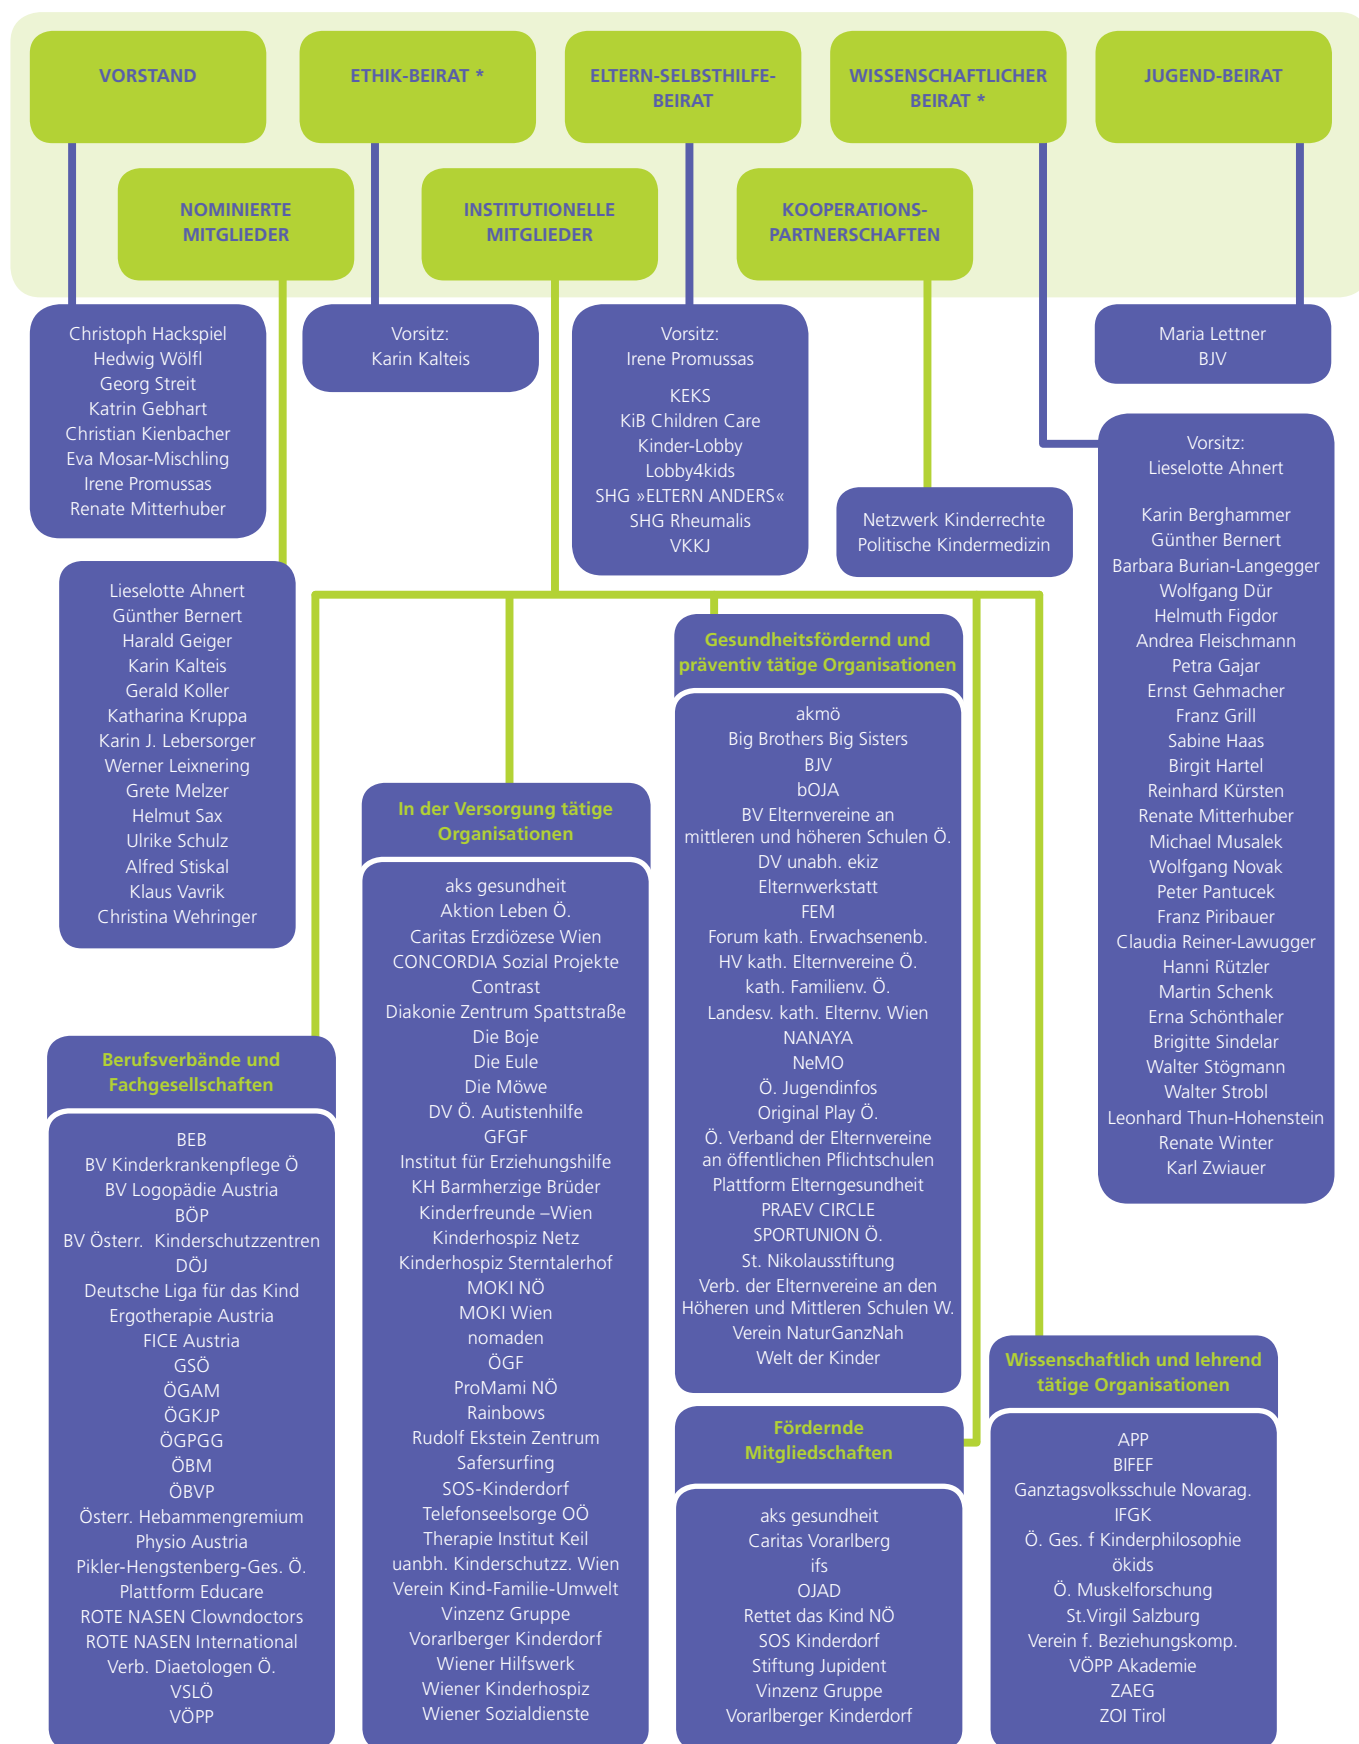 VORSTAND
ETHIK-BEIRAT *
ELTERN-SELBSTHILFE-
BEIRAT
WISSENSCHAFTLICHER
BEIRAT *
JUGEND-BEIRAT
NOMINIERTE
MITGLIEDER
INSTITUTIONELLE
MITGLIEDER
KOOPERATIONS-
PARTNERSCHAFTEN
Christoph Hackspiel
Hedwig Wölfl
Georg Streit
Katrin Gebhart
Christian Kienbacher
Eva Mosar-Mischling
Irene Promussas
Renate Mitterhuber
Vorsitz:
Karin Kalteis
Vorsitz:
Irene Promussas
KEKS
KiB Children Care
Kinder-Lobby
Lobby4kids
SHG »ELTERN ANDERS«
SHG Rheumalis
VKKJ
Netzwerk Kinderrechte
Politische Kindermedizin
Maria Lettner
BJV
Vorsitz:
Lieselotte Ahnert
Karin Berghammer
Günther Bernert
Barbara Burian-Langegger
Wolfgang Dür
Helmuth Figdor
Andrea Fleischmann
Petra Gajar
Ernst Gehmacher
Franz Grill
Sabine Haas
Birgit Hartel
Reinhard Kürsten
Renate Mitterhuber
Michael Musalek
Wolfgang Novak
Peter Pantucek
Franz Piribauer
Claudia Reiner-Lawugger
Hanni Rützler
Martin Schenk
Erna Schönthaler
Brigitte Sindelar
Walter Stögmann
Walter Strobl
Leonhard Thun-Hohenstein
Renate Winter
Karl Zwiauer
Lieselotte Ahnert
Günther Bernert
Harald Geiger
Karin Kalteis
Gerald Koller
Katharina Kruppa
Karin J. Lebersorger
Werner Leixnering
Grete Melzer
Helmut Sax
Ulrike Schulz
Alfred Stiskal
Klaus Vavrik
Christina Wehringer
Berufsverbände und
Fachgesellschaften
BEB
BV Kinderkrankenpflege Ö
BV Logopädie Austria
BÖP
BV Österr. Kinderschutzzentren
DÖJ
Deutsche Liga für das Kind
Ergotherapie Austria
FICE Austria
GSÖ
ÖGAM
ÖGKJP
ÖGPGG
ÖBM
ÖBVP
Österr. Hebammengremium
Physio Austria
Pikler-Hengstenberg-Ges. Ö.
Plattform Educare
ROTE NASEN Clowndoctors
ROTE NASEN International
Verb. Diaetologen Ö.
VSLÖ
VÖPP
In der Versorgung tätige
Organisationen
aks gesundheit
Aktion Leben Ö.
Caritas Erzdiözese Wien
CONCORDIA Sozial Projekte
Contrast
Diakonie Zentrum Spattstraße
Die Boje
Die Eule
Die Möwe
DV Ö. Autistenhilfe
GFGF
Institut für Erziehungshilfe
KH Barmherzige Brüder
Kinderfreunde –Wien
Kinderhospiz Netz
Kinderhospiz Sterntalerhof
MOKI NÖ
MOKI Wien
nomaden
ÖGF
ProMami NÖ
Rainbows
Rudolf Ekstein Zentrum
Safersurfing
SOS-Kinderdorf
Telefonseelsorge OÖ
Therapie Institut Keil
uanbh. Kinderschutzz. Wien
Verein Kind-Familie-Umwelt
Vinzenz Gruppe
Vorarlberger Kinderdorf
Wiener Hilfswerk
Wiener Kinderhospiz
Wiener Sozialdienste
Gesundheitsfördernd und
präventiv tätige Organisationen
akmö
Big Brothers Big Sisters
BJV
bOJA
BV Elternvereine an
mittleren und höheren Schulen Ö.
DV unabh. ekiz
Elternwerkstatt
FEM
Forum kath. Erwachsenenb.
HV kath. Elternvereine Ö.
kath. Familienv. Ö.
Landesv. kath. Elternv. Wien
NANAYA
NeMO
Ö. Jugendinfos
Original Play Ö.
Ö. Verband der Elternvereine
an öffentlichen Pflichtschulen
Plattform Elterngesundheit
PRAEV CIRCLE
SPORTUNION Ö.
St. Nikolausstiftung
Verb. der Elternvereine an den
Höheren und Mittleren Schulen W.
Verein NaturGanzNah
Welt der Kinder
Fördernde
Mitgliedschaften
aks gesundheit
Caritas Vorarlberg
ifs
OJAD
Rettet das Kind NÖ
SOS Kinderdorf
Stiftung Jupident
Vinzenz Gruppe
Vorarlberger Kinderdorf
Wissenschaftlich und lehrend
tätige Organisationen
APP
BIFEF
Ganztagsvolksschule Novarag.
IFGK
Ö. Ges. f Kinderphilosophie
ökids
Ö. Muskelforschung
St.Virgil Salzburg
Verein f. Beziehungskomp.
VÖPP Akademie
ZAEG
ZOI Tirol